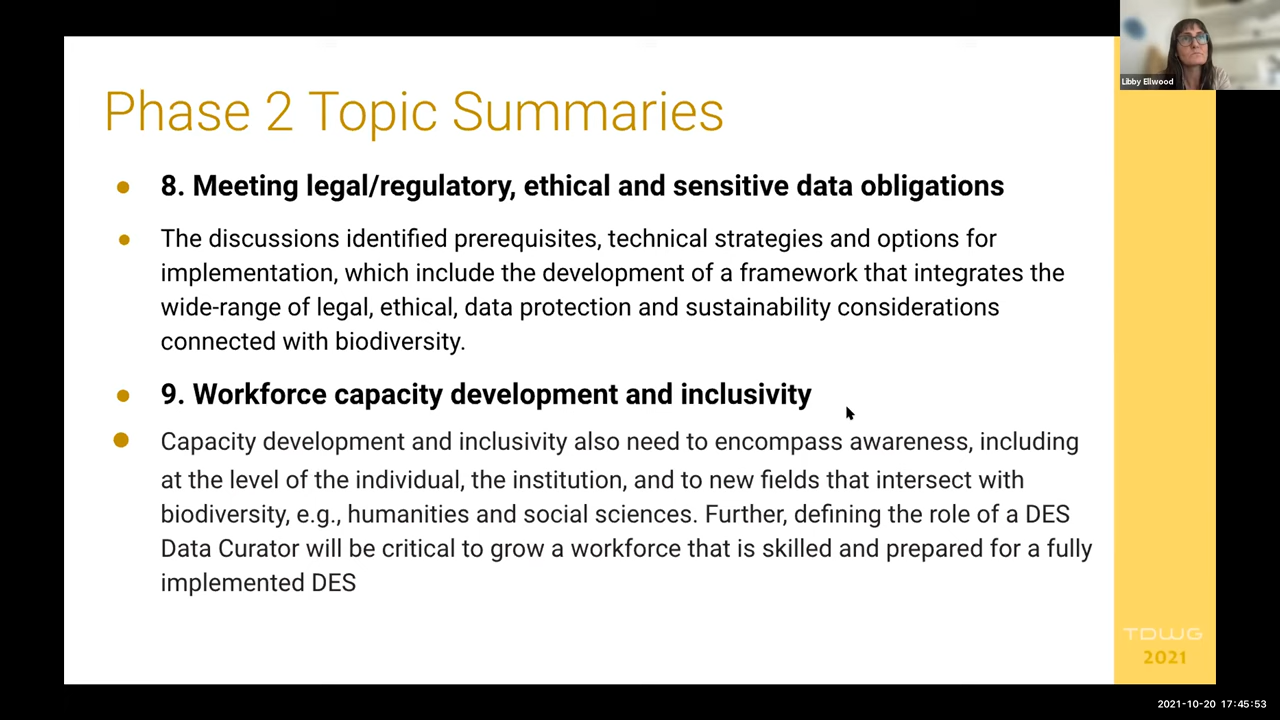 Libby Ellwood
Phase 2 Topic Summaries
8. Meeting legal/regulatory, ethical and sensitive data obligations
The discussions identified prerequisites, technical strategies and options for
implementation, which include the development of a framework that integrates the
wide-range of legal, ethical, data protection and sustainability considerations
connected with biodiversity.
9. Workforce capacity development and inclusivity
Capacity development and inclusivity also need to encompass awareness, including
at the level of the individual, the institution, and to new fields that intersect with
biodiversity, e.g., humanities and social sciences. Further, defining the role of a DES
Data Curator will be critical to grow a workforce that is skilled and prepared for a fully
implemented DES
TDWG
2021
2021-10-20 17:45:53